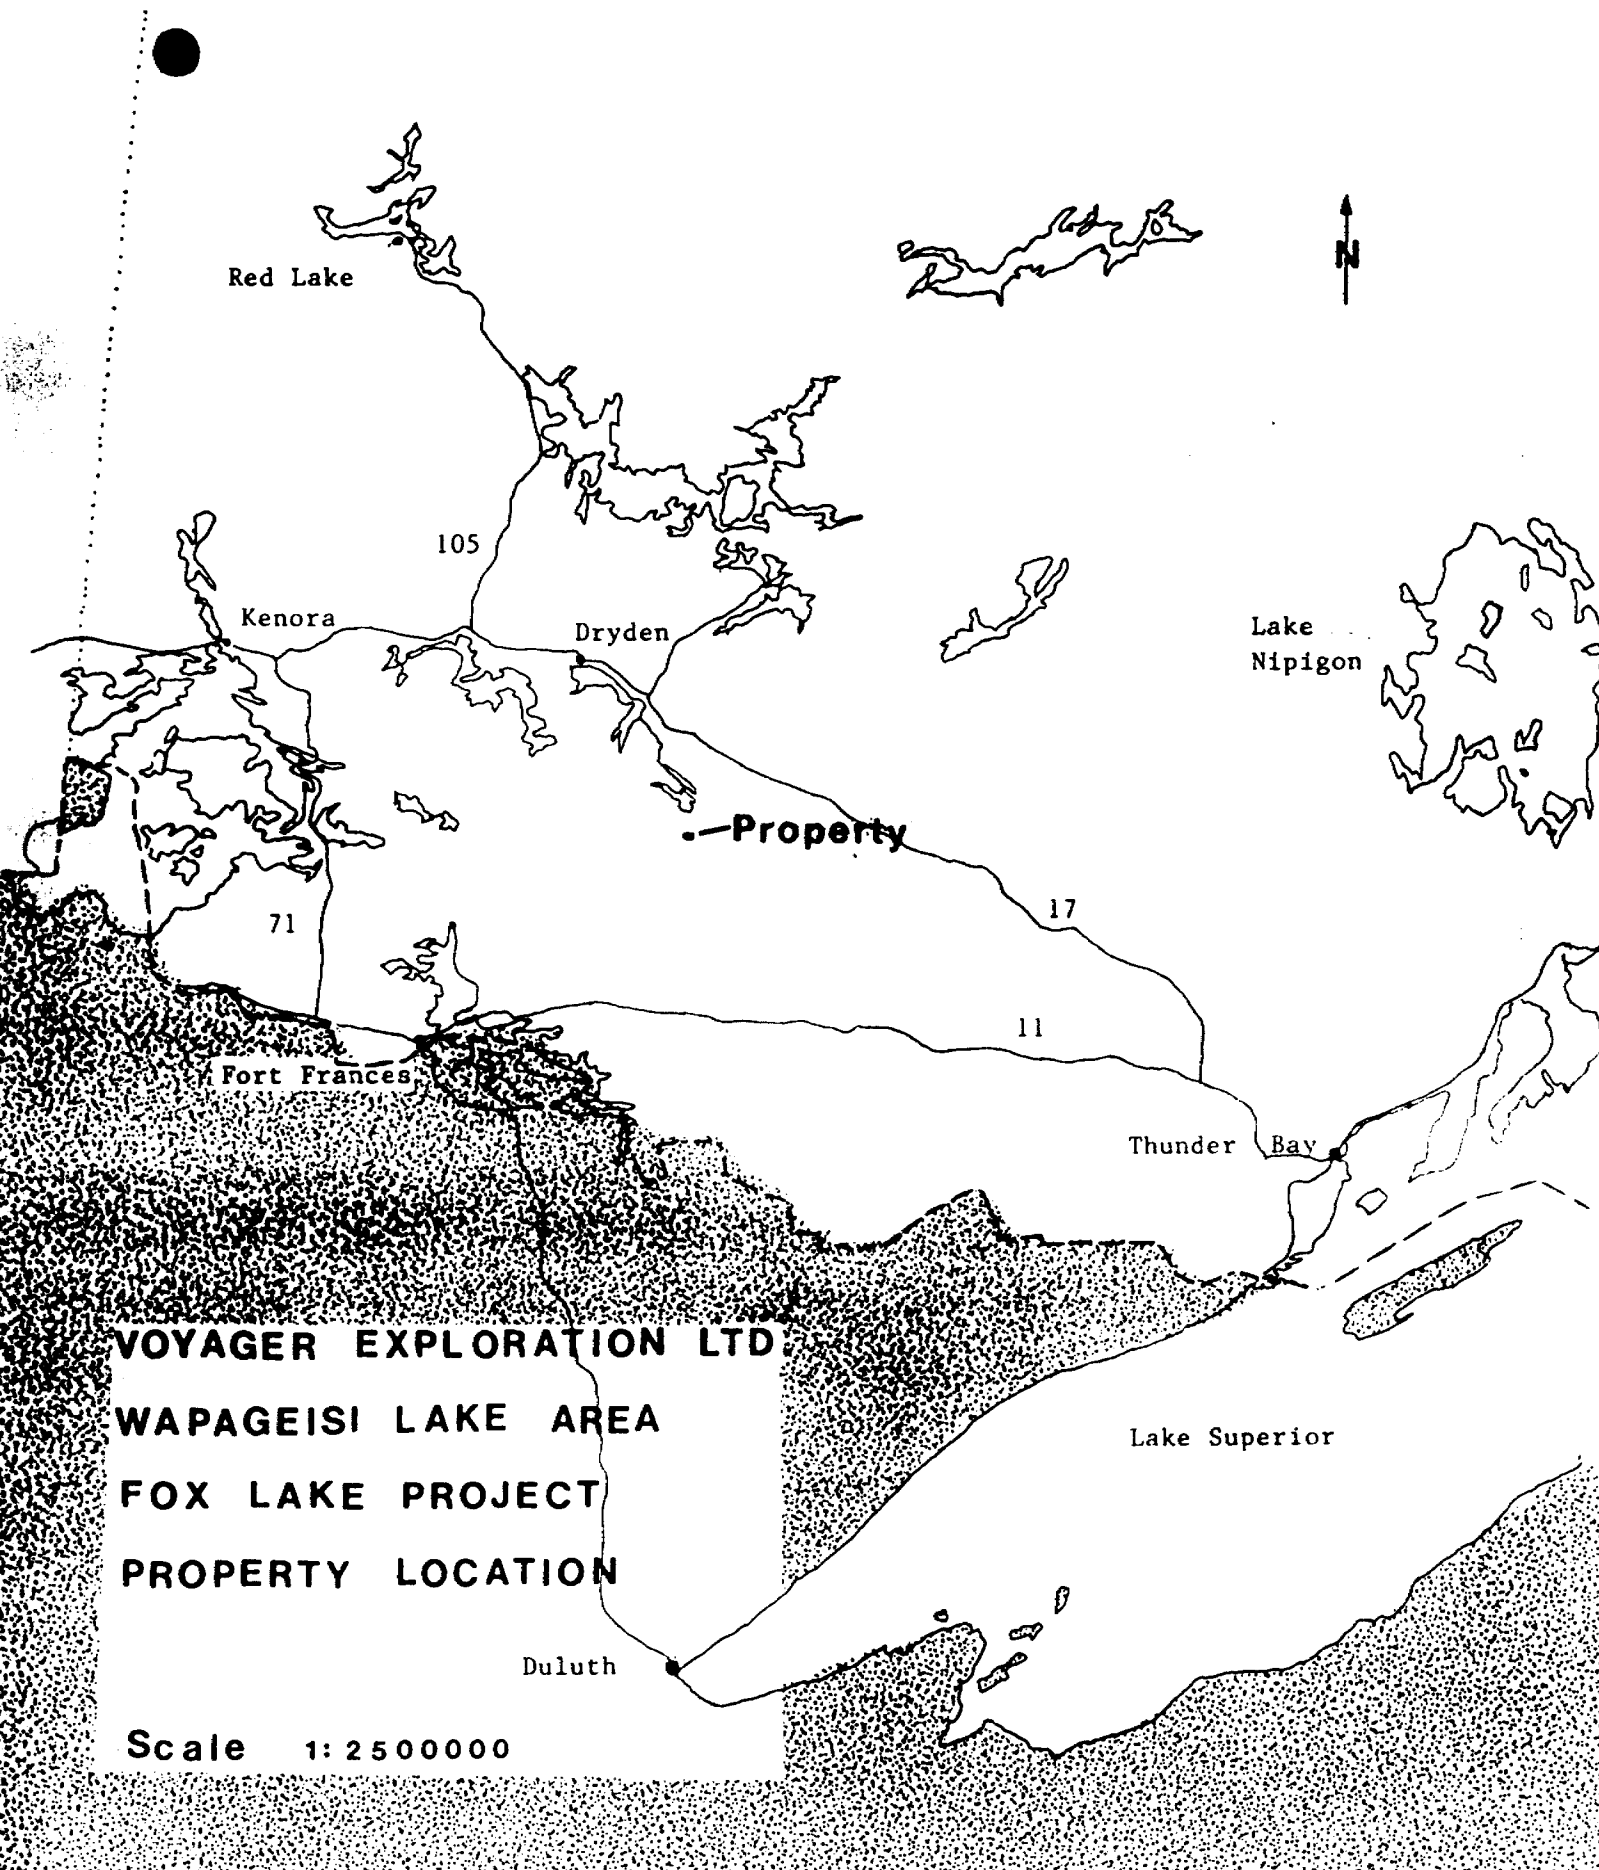 N
Red Lake
105
Kenora
Dryden
Lake
Nipigon
Property
71
17
11
Fort Frances
Thunder Bay
VOYAGER EXPLORATION LTD.
WAPAGEISI LAKE AREA
FOX LAKE PROJECT
PROPERTY LOCATION
Lake Superior
Duluth
Scale 1:2500000